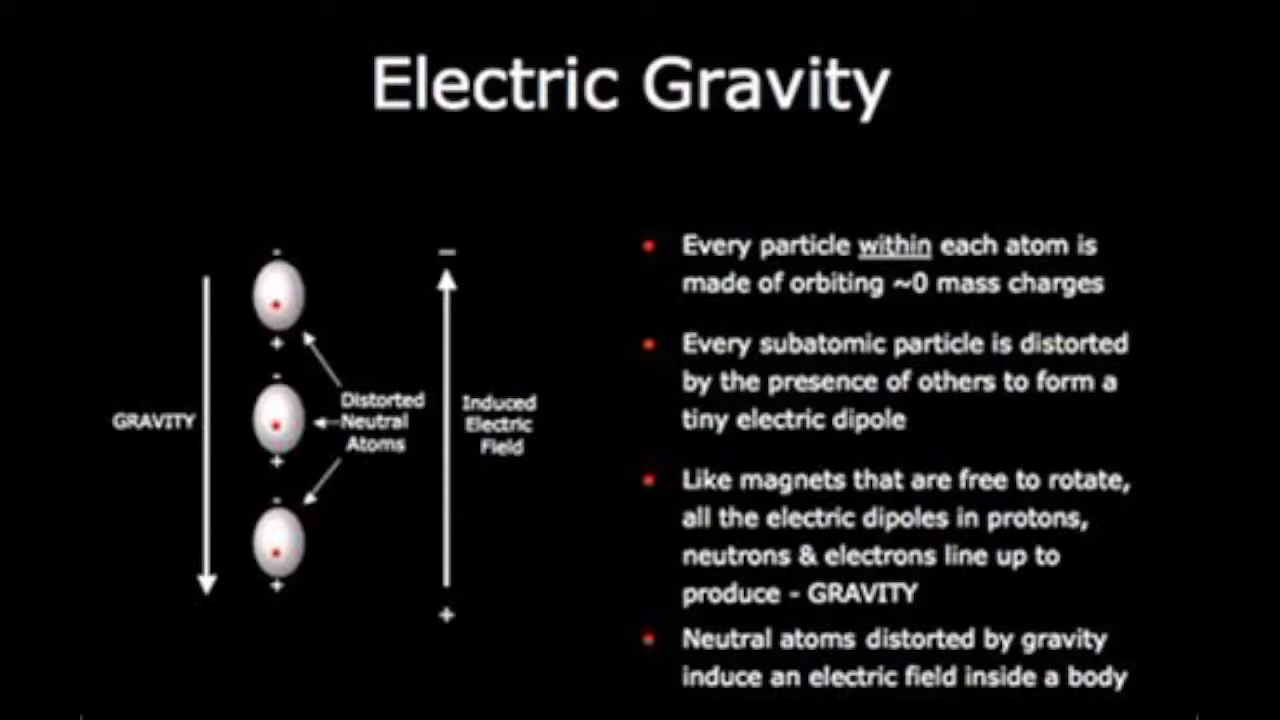 Electric Gravity
-
+
-
+
-
+
GRAVITY
Distorted
Neutral
Atoms
–
Induced
Electric
Field
+
• Every particle within each atom is
made of orbiting ~0 mass charges
• Every subatomic particle is distorted
by the presence of others to form a
tiny electric dipole
• Like magnets that are free to rotate,
all the electric dipoles in protons,
neutrons & electrons line up to
produce - GRAVITY
• Neutral atoms distorted by gravity
induce an electric field inside a body